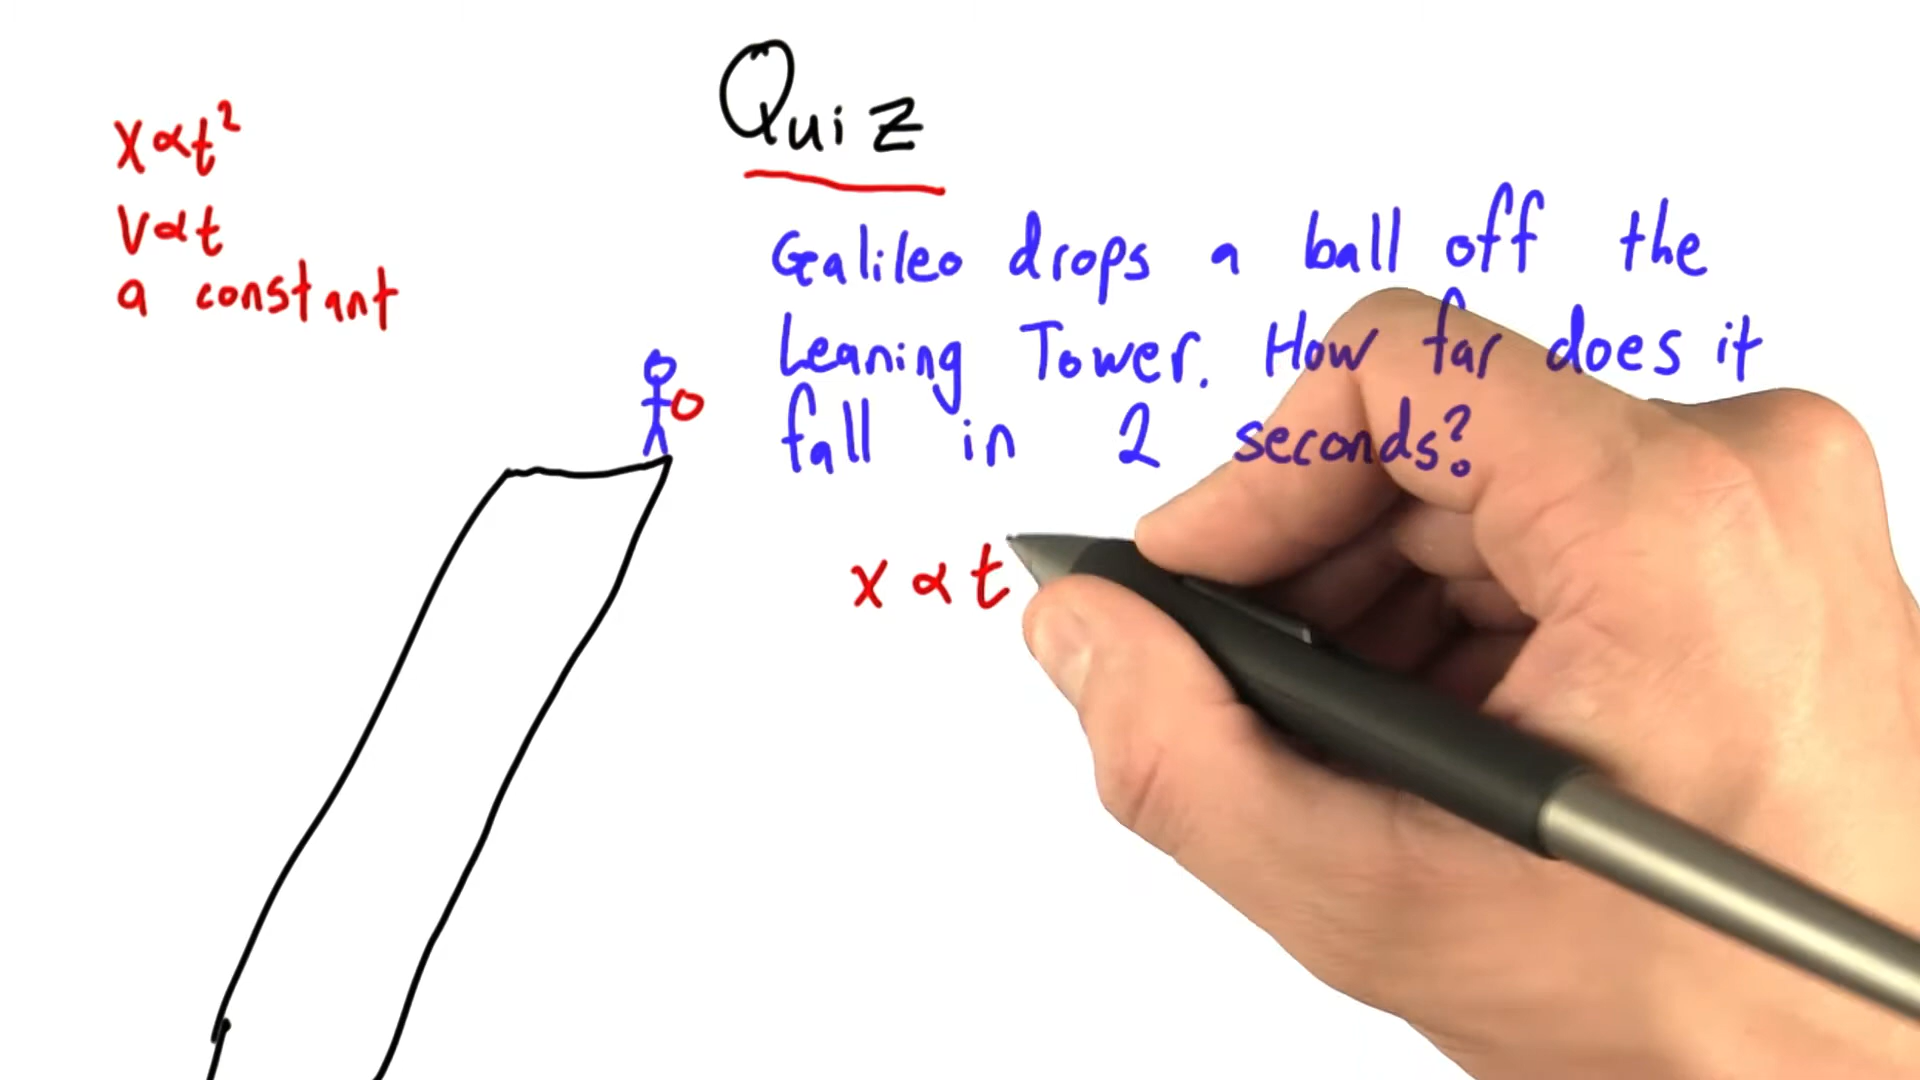 Quiz
x∝t²
v∝t
a constant
Galileo drops a ball off the
Leaning Tower. How far does it
fall in 2 seconds?
x ∝ t